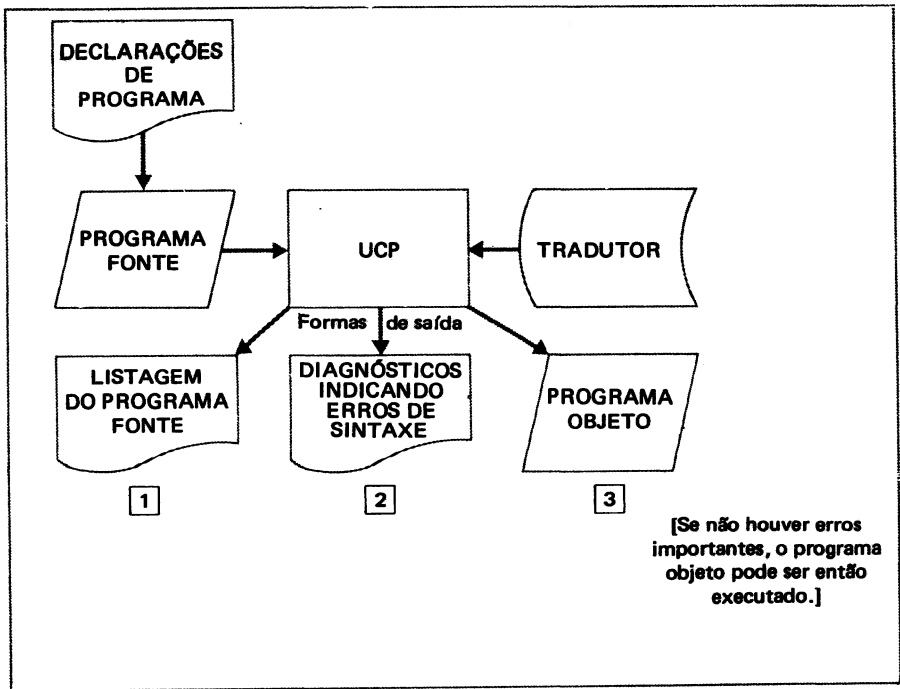 DECLARAÇÕES
DE
PROGRAMA
PROGRAMA
FONTE
UCP
TRADUTOR
Formas de saída
LISTAGEM
DO PROGRAMA
FONTE
DIAGNÓSTICOS
INDICANDO
ERROS DE
SINTAXE
PROGRAMA
OBJETO
1
2
3
[Se não houver erros
importantes, o programa
objeto pode ser então
executado.]